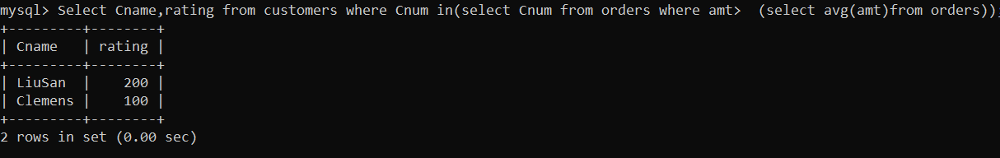 mysql> Select Cname,rating from customers where Cnum in(select Cnum from orders where amt>  (select avg(amt)from orders));
+---------+--------+
| Cname   | rating |
+---------+--------+
| LiuSan  |    200 |
| Clemens |    100 |
+---------+--------+
2 rows in set (0.00 sec)